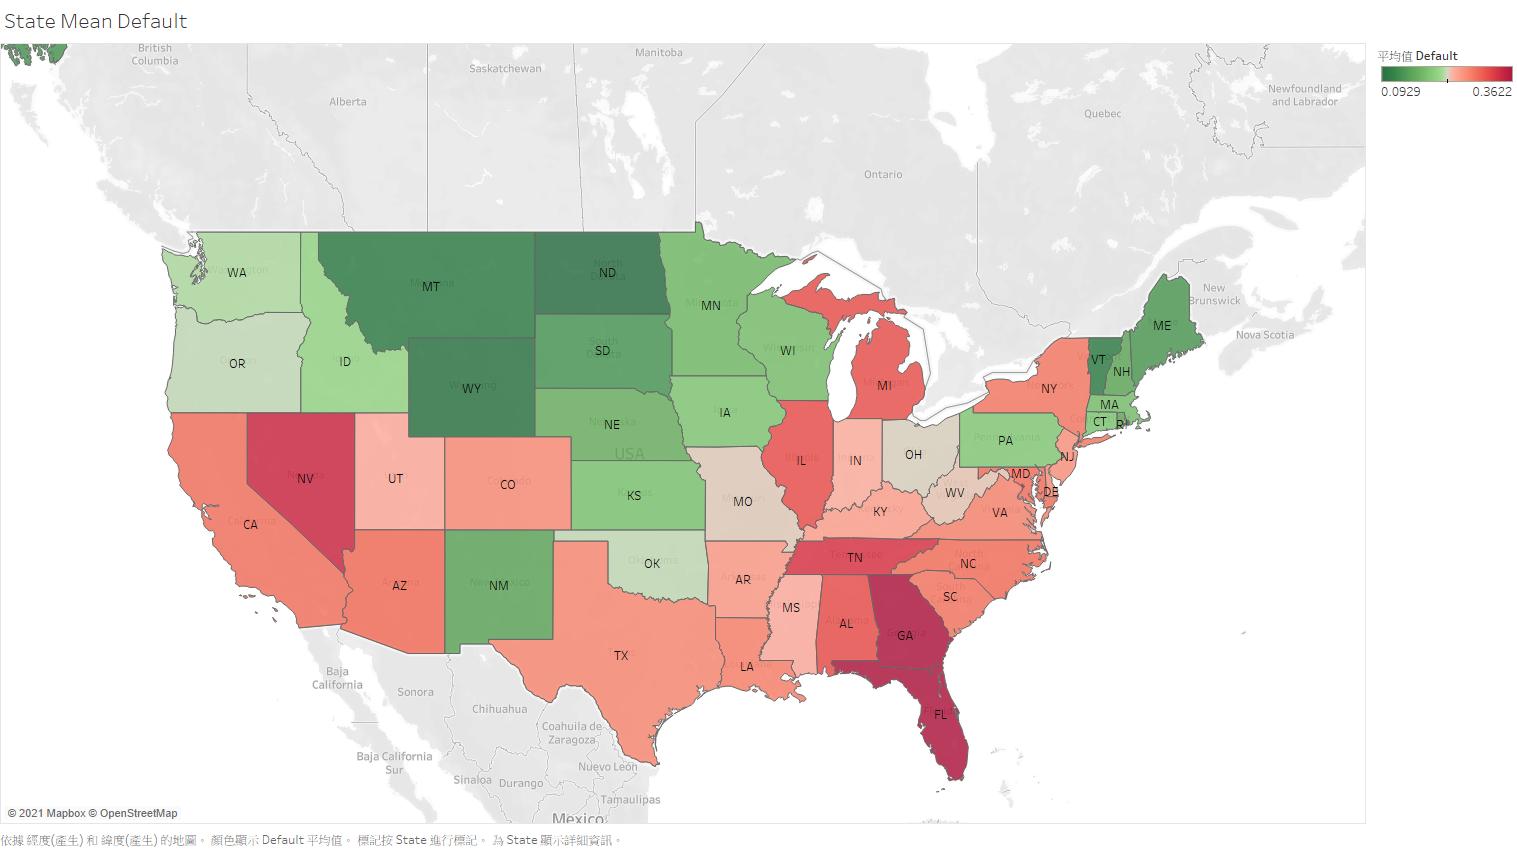 State Mean Default
British
Columbia
Manitoba
Saskatchewan
Alberta
Newfoundland
and Labrador
Quebec
Ontario
New
Brunswick
Nova Scotia
平均值 Default
0.0929 0.3622
WA
MT
ND
MN
ME
OR
ID
SD
WI
VT
NH
WY
MI
NY
IA
MA
NE
CT
RI
USA
PA
OH
NJ
NV
UT
CO
IL
IN
MD
DE
KS
MO
WV
VA
CA
KY
TN
NC
OK
AZ
NM
AR
SC
MS
AL
GA
TX
LA
FL
Baja
California
Sonora
Chihuahua
Coahuila de
Zaragoza
Baja California
Sur
Nuevo León
Sinaloa
Durango
Tamaulipas
Mexico
© 2021 Mapbox © OpenStreetMap
依據 經度(產生) 和 緯度(產生) 的地圖。 顏色顯示 Default 平均值。 標記按 State 進行標記。 為 State 顯示詳細資訊。